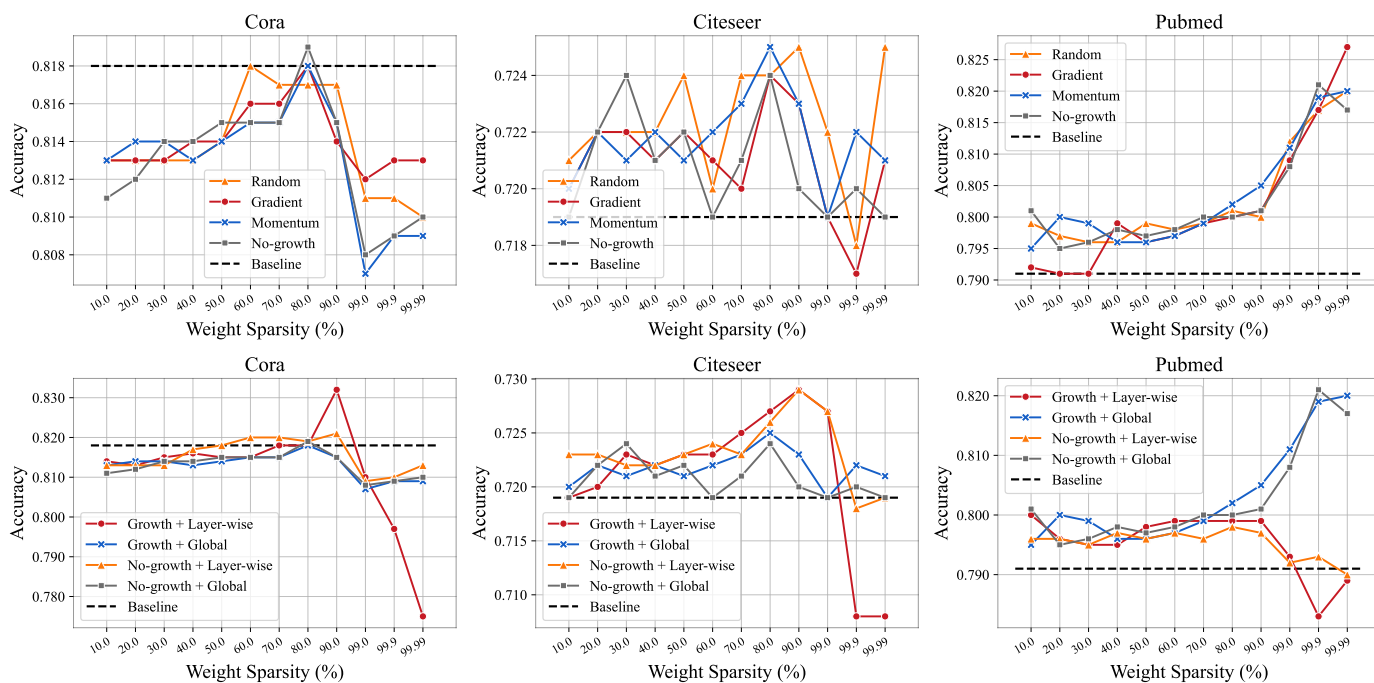 Cora
Accuracy
0.818
0.816
0.814
0.812
0.810
0.808
Random
Gradient
Momentum
No-growth
Baseline
10.0 20.0 30.0 40.0 50.0 60.0 70.0 80.0 90.0 99.0 99.9 99.99
Weight Sparsity (%)
Citeseer
Accuracy
0.724
0.722
0.720
0.718
Random
Gradient
Momentum
No-growth
Baseline
10.0 20.0 30.0 40.0 50.0 60.0 70.0 80.0 90.0 99.0 99.9 99.99
Weight Sparsity (%)
Pubmed
Accuracy
0.825
0.820
0.815
0.810
0.805
0.800
0.795
0.790
Random
Gradient
Momentum
No-growth
Baseline
10.0 20.0 30.0 40.0 50.0 60.0 70.0 80.0 90.0 99.0 99.9 99.99
Weight Sparsity (%)
Cora
Accuracy
0.830
0.820
0.810
0.800
0.790
0.780
Growth + Layer-wise
Growth + Global
No-growth + Layer-wise
No-growth + Global
Baseline
10.0 20.0 30.0 40.0 50.0 60.0 70.0 80.0 90.0 99.0 99.9 99.99
Weight Sparsity (%)
Citeseer
Accuracy
0.730
0.725
0.720
0.715
0.710
Growth + Layer-wise
Growth + Global
No-growth + Layer-wise
No-growth + Global
Baseline
10.0 20.0 30.0 40.0 50.0 60.0 70.0 80.0 90.0 99.0 99.9 99.99
Weight Sparsity (%)
Pubmed
Accuracy
0.820
0.810
0.800
0.790
Growth + Layer-wise
Growth + Global
No-growth + Layer-wise
No-growth + Global
Baseline
10.0 20.0 30.0 40.0 50.0 60.0 70.0 80.0 90.0 99.0 99.9 99.99
Weight Sparsity (%)